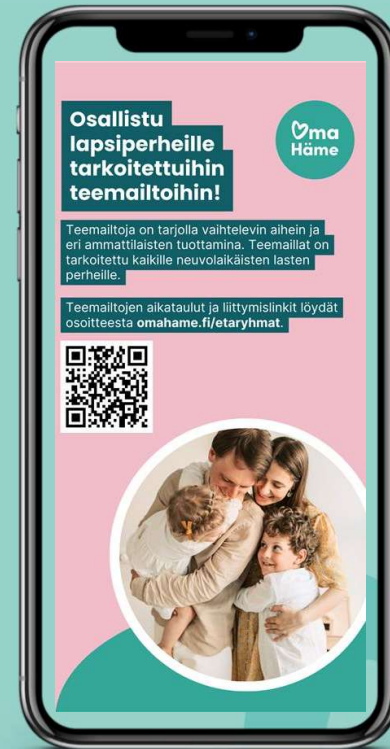 Osallistu
lapsiperheille
tarkoitettuihin
teemailtoihin!
Oma
Häme
Teemailtoja on tarjolla vaihtelevin aihein ja
eri ammattilaisten tuottamina. Teemaillat on
tarkoitettu kaikille neuvolaikäisten lasten
perheille.
Teemailtojen aikataulut ja liittymislinkit löydät
osoitteesta omahame.fi/etaryhmat.